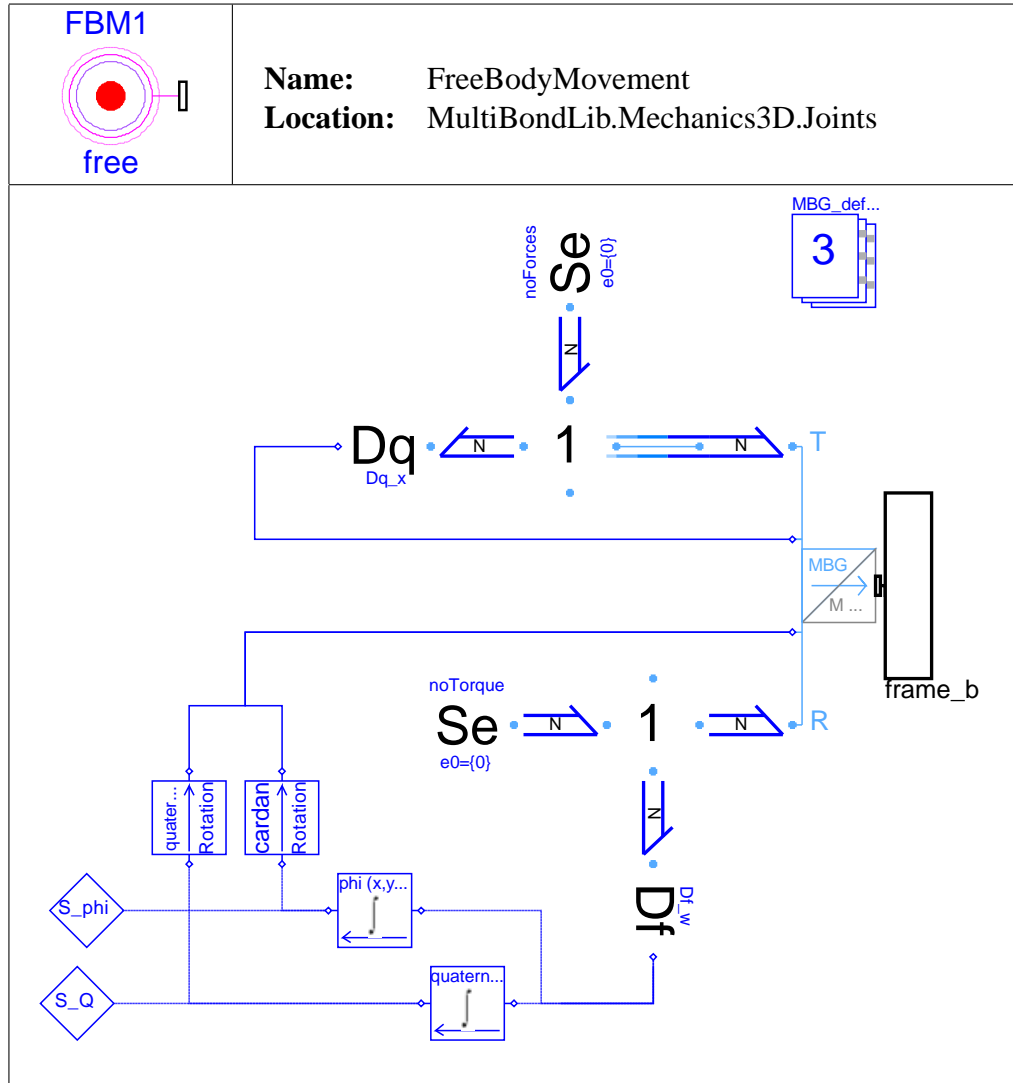 FBM1
free
Name: FreeBodyMovement
Location: MultiBondLib.Mechanics3D.Joints
MBG_def...
3
noForces
Se
e0={0}
N
Dq
Dq_x
N
1
N
T
MBG
M ...
frame_b
noTorque
Se
e0={0}
N
1
N
R
quater...
Rotation
cardan
Rotation
N
S_phi
phi (x,y...
∫
Df
Df_w
S_Q
quatern...
∫